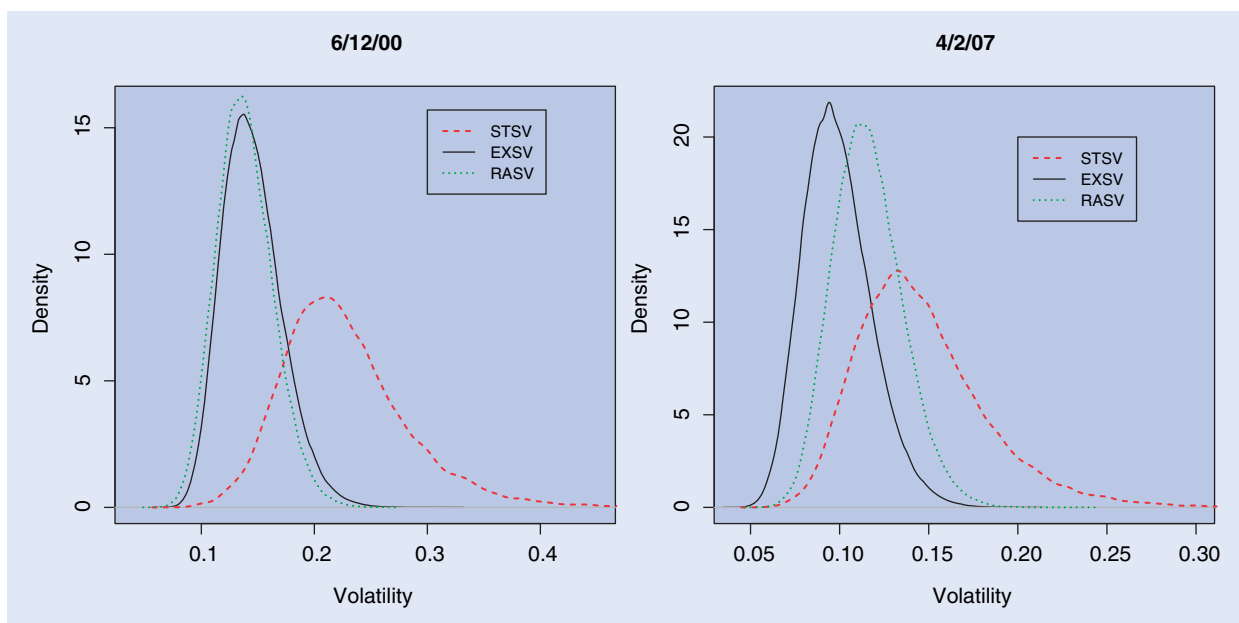 6/12/00
Density
15
10
5
0
STSV
EXSV
RASV
0.1 0.2 0.3 0.4
Volatility
4/2/07
Density
20
15
10
5
0
STSV
EXSV
RASV
0.05 0.10 0.15 0.20 0.25 0.30
Volatility